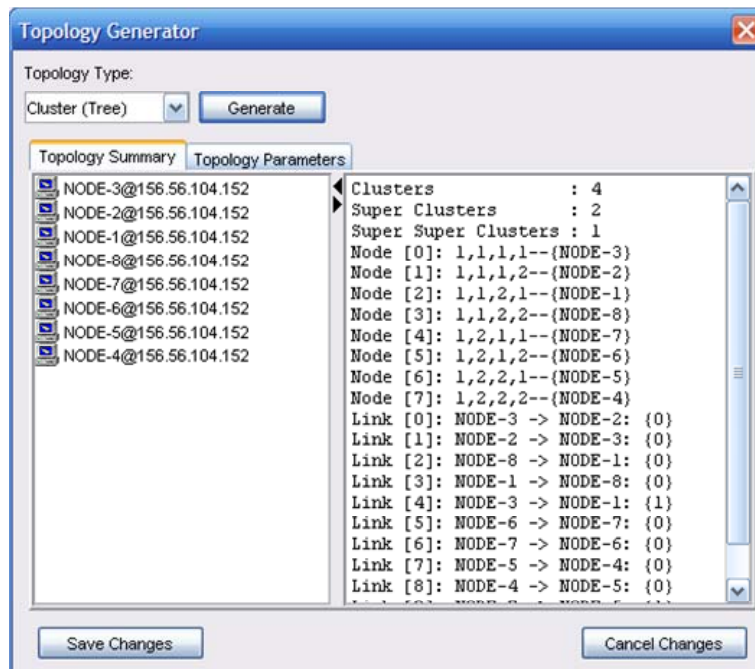 Topology Generator
Topology Type:
Cluster (Tree)
Generate
Topology Summary
Topology Parameters
NODE-3@156.56.104.152
NODE-2@156.56.104.152
NODE-1@156.56.104.152
NODE-8@156.56.104.152
NODE-7@156.56.104.152
NODE-6@156.56.104.152
NODE-5@156.56.104.152
NODE-4@156.56.104.152
Clusters : 4
Super Clusters : 2
Super Super Clusters : 1
Node [0]: 1,1,1,1--{NODE-3}
Node [1]: 1,1,1,2--{NODE-2}
Node [2]: 1,1,2,1--{NODE-1}
Node [3]: 1,1,2,2--{NODE-8}
Node [4]: 1,2,1,1--{NODE-7}
Node [5]: 1,2,1,2--{NODE-6}
Node [6]: 1,2,2,1--{NODE-5}
Node [7]: 1,2,2,2--{NODE-4}
Link [0]: NODE-3 -> NODE-2: {0}
Link [1]: NODE-2 -> NODE-3: {0}
Link [2]: NODE-8 -> NODE-1: {0}
Link [3]: NODE-1 -> NODE-8: {0}
Link [4]: NODE-3 -> NODE-1: {1}
Link [5]: NODE-6 -> NODE-7: {0}
Link [6]: NODE-7 -> NODE-6: {0}
Link [7]: NODE-5 -> NODE-4: {0}
Link [8]: NODE-4 -> NODE-5: {0}
Save Changes
Cancel Changes